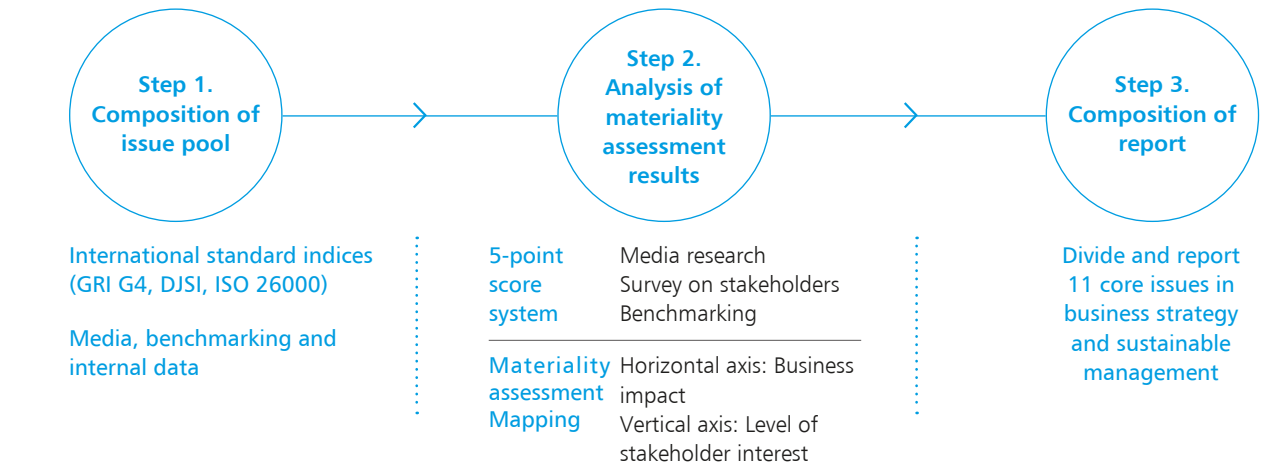 Step 1.
Composition of
issue pool
Step 2.
Analysis of
materiality
assessment
results
Step 3.
Composition of
report
International standard indices
(GRI G4, DJSI, ISO 26000)
Media, benchmarking and
internal data
5-point
score
system
Media research
Survey on stakeholders
Benchmarking
Materiality
assessment
Mapping
Horizontal axis: Business
impact
Vertical axis: Level of
stakeholder interest
Divide and report
11 core issues in
business strategy
and sustainable
management